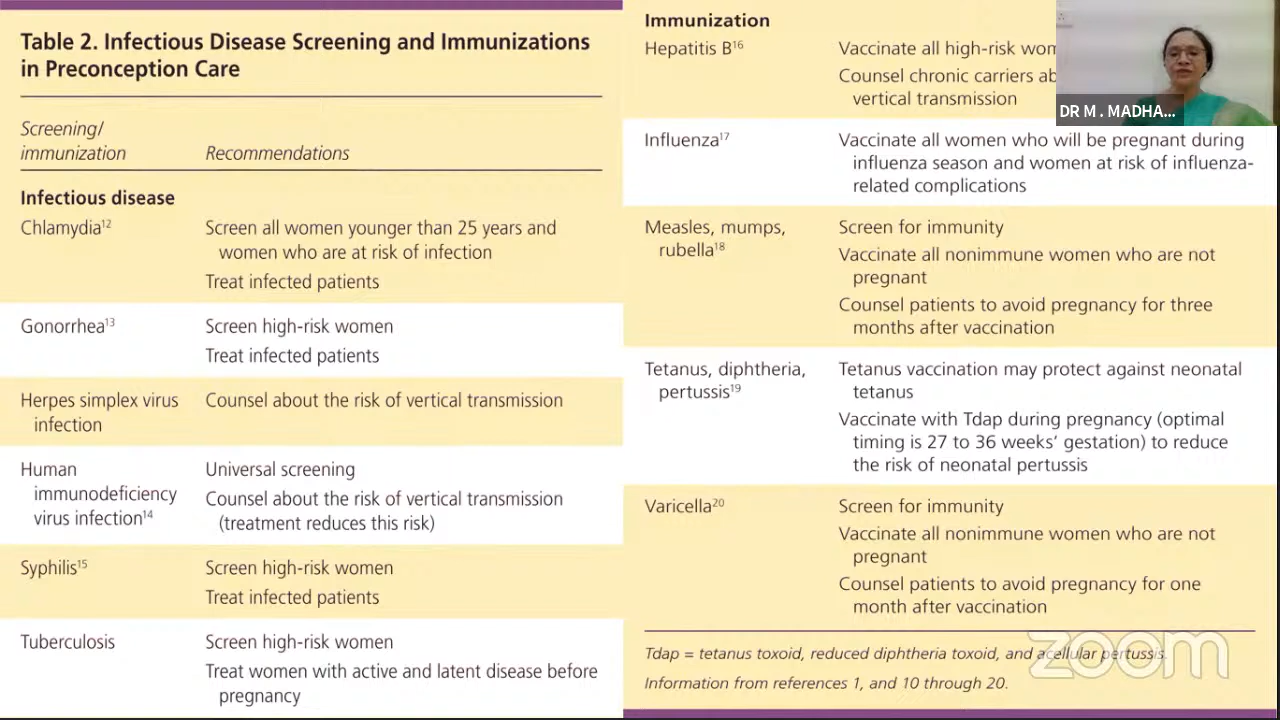 Table 2. Infectious Disease Screening and Immunizations
in Preconception Care
Screening/
immunization
Recommendations
Infectious disease
Chlamydia12
Screen all women younger than 25 years and
women who are at risk of infection
Treat infected patients
Gonorrhea13
Screen high-risk women
Treat infected patients
Herpes simplex virus
infection
Counsel about the risk of vertical transmission
Human
immunodeficiency
virus infection14
Universal screening
Counsel about the risk of vertical transmission
(treatment reduces this risk)
Syphilis15
Screen high-risk women
Treat infected patients
Tuberculosis
Screen high-risk women
Treat women with active and latent disease before
pregnancy
Immunization
Hepatitis B16
Vaccinate all high-risk wom
Counsel chronic carriers ab
vertical transmission
Influenza17
Vaccinate all women who will be pregnant during
influenza season and women at risk of influenza-
related complications
Measles, mumps,
rubella18
Screen for immunity
Vaccinate all nonimmune women who are not
pregnant
Counsel patients to avoid pregnancy for three
months after vaccination
Tetanus, diphtheria,
pertussis19
Tetanus vaccination may protect against neonatal
tetanus
Vaccinate with Tdap during pregnancy (optimal
timing is 27 to 36 weeks' gestation) to reduce
the risk of neonatal pertussis
Varicella20
Screen for immunity
Vaccinate all nonimmune women who are not
pregnant
Counsel patients to avoid pregnancy for one
month after vaccination
Tdap = tetanus toxoid, reduced diphtheria toxoid, and acellular pertussis.
Information from references 1, and 10 through 20.
DR M . MADHA...
zoom